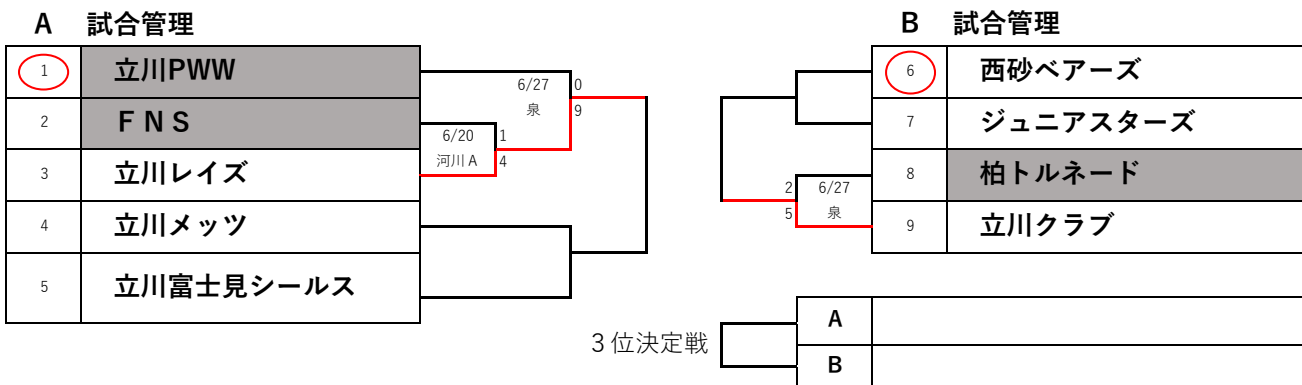 A 試合管理
1 立川PWW
2 ＦＮＳ
3 立川レイズ
4 立川メッツ
5 立川富士見シールス
6/27
泉
0
9
6/20
河川Ａ
1
4
B 試合管理
6 西砂ベアーズ
7 ジュニアスターズ
8 柏トルネード
9 立川クラブ
2
5
6/27
泉
３位決定戦
A
B